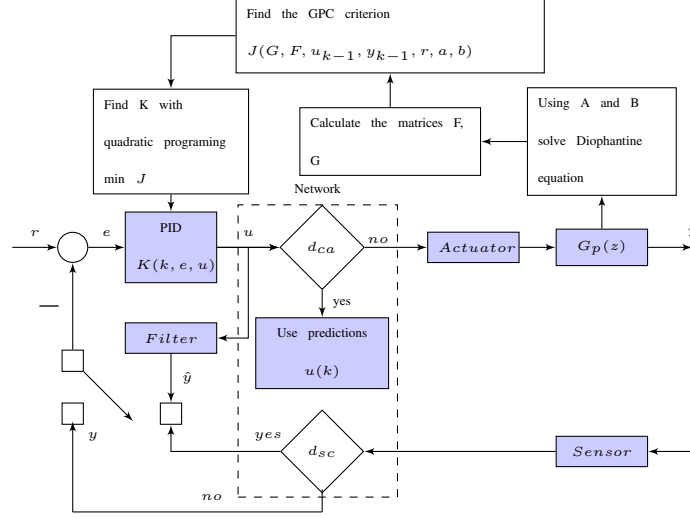 Find the GPC criterion
J(G, F, u_{k−1}, y_{k−1}, r, a, b)
Find K with
quadratic programing
min J
Calculate the matrices F,
G
Using A and B
solve Diophantine
equation
Network
r
e
PID
K(k, e, u)
u
d_{ca}
no
Actuator
G_p(z)
yes
Use predictions
u(k)
Filter
ŷ
—
y
yes
d_{sc}
Sensor
no